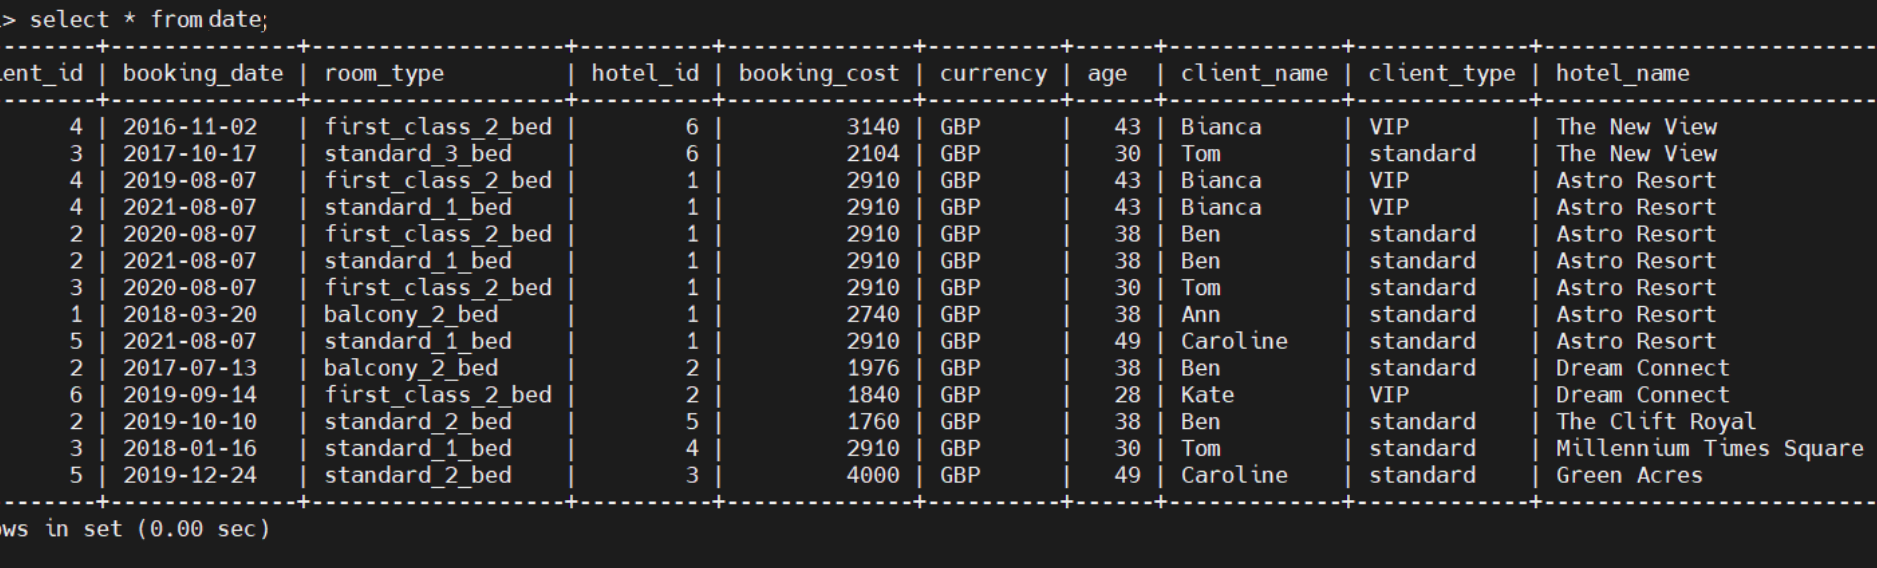 > select * from date;
-------+--------------+-------------------+----------+--------------+----------+------+-------------+-------------+-------------------------
ent_id | booking_date | room_type         | hotel_id | booking_cost | currency | age  | client_name | client_type | hotel_name
-------+--------------+-------------------+----------+--------------+----------+------+-------------+-------------+-------------------------
     4 | 2016-11-02   | first_class_2_bed |        6 |         3140 | GBP      |   43 | Bianca      | VIP         | The New View
     3 | 2017-10-17   | standard_3_bed    |        6 |         2104 | GBP      |   30 | Tom         | standard    | The New View
     4 | 2019-08-07   | first_class_2_bed |        1 |         2910 | GBP      |   43 | Bianca      | VIP         | Astro Resort
     4 | 2021-08-07   | standard_1_bed    |        1 |         2910 | GBP      |   43 | Bianca      | VIP         | Astro Resort
     2 | 2020-08-07   | first_class_2_bed |        1 |         2910 | GBP      |   38 | Ben         | standard    | Astro Resort
     2 | 2021-08-07   | standard_1_bed    |        1 |         2910 | GBP      |   38 | Ben         | standard    | Astro Resort
     3 | 2020-08-07   | first_class_2_bed |        1 |         2910 | GBP      |   30 | Tom         | standard    | Astro Resort
     1 | 2018-03-20   | balcony_2_bed     |        1 |         2740 | GBP      |   38 | Ann         | standard    | Astro Resort
     5 | 2021-08-07   | standard_1_bed    |        1 |         2910 | GBP      |   49 | Caroline    | standard    | Astro Resort
     2 | 2017-07-13   | balcony_2_bed     |        2 |         1976 | GBP      |   38 | Ben         | standard    | Dream Connect
     6 | 2019-09-14   | first_class_2_bed |        2 |         1840 | GBP      |   28 | Kate        | VIP         | Dream Connect
     2 | 2019-10-10   | standard_2_bed    |        5 |         1760 | GBP      |   38 | Ben         | standard    | The Clift Royal
     3 | 2018-01-16   | standard_1_bed    |        4 |         2910 | GBP      |   30 | Tom         | standard    | Millennium Times Square
     5 | 2019-12-24   | standard_2_bed    |        3 |         4000 | GBP      |   49 | Caroline    | standard    | Green Acres
-------+--------------+-------------------+----------+--------------+----------+------+-------------+-------------+-------------------------
ows in set (0.00 sec)